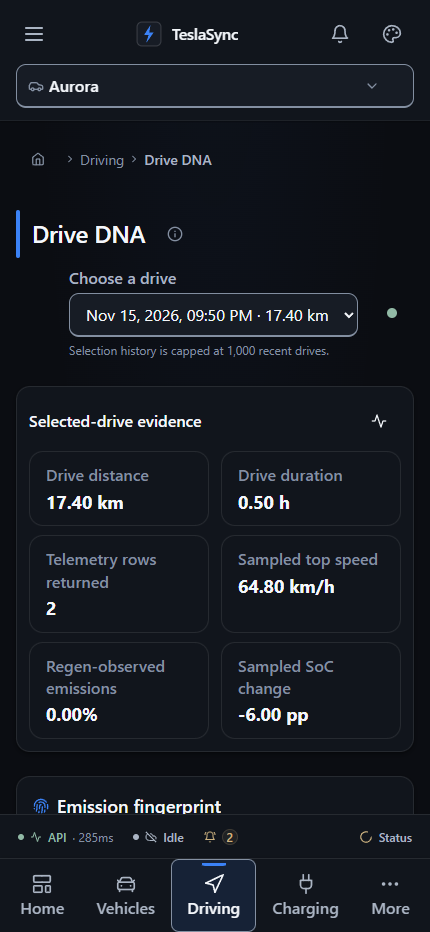 TeslaSync
Aurora
Driving
Drive DNA
Drive DNA
Choose a drive
Nov 15, 2026, 09:50 PM · 17.40 km
Selection history is capped at 1,000 recent drives.
Selected-drive evidence
Drive distance
17.40 km
Drive duration
0.50 h
Telemetry rows
returned
2
Sampled top speed
64.80 km/h
Regen-observed
emissions
0.00%
Sampled SoC
change
-6.00 pp
Emission fingerprint
API · 285ms
Idle
2
Status
Home
Vehicles
Driving
Charging
More